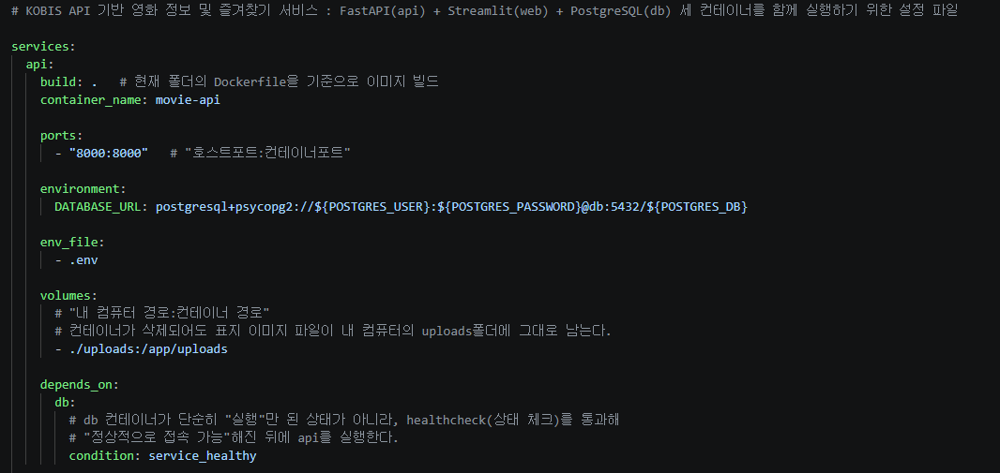 # KOBIS API 기반 영화 정보 및 즐겨찾기 서비스 : FastAPI(api) + Streamlit(web) + PostgreSQL(db) 세 컨테이너를 함께 실행하기 위한 설정 파일
services:
api:
build: . # 현재 폴더의 Dockerfile을 기준으로 이미지 빌드
container_name: movie-api
ports:
- "8000:8000" # "호스트포트:컨테이너포트"
environment:
DATABASE_URL: postgresql+psycopg2://${POSTGRES_USER}:${POSTGRES_PASSWORD}@db:5432/${POSTGRES_DB}
env_file:
- .env
volumes:
# "내 컴퓨터 경로:컨테이너 경로"
# 컨테이너가 삭제되어도 표지 이미지 파일이 내 컴퓨터의 uploads폴더에 그대로 남는다.
- ./uploads:/app/uploads
depends_on:
db:
# db 컨테이너가 단순히 "실행"만 된 상태가 아니라, healthcheck(상태 체크)를 통과해
# "정상적으로 접속 가능"해진 뒤에 api를 실행한다.
condition: service_healthy